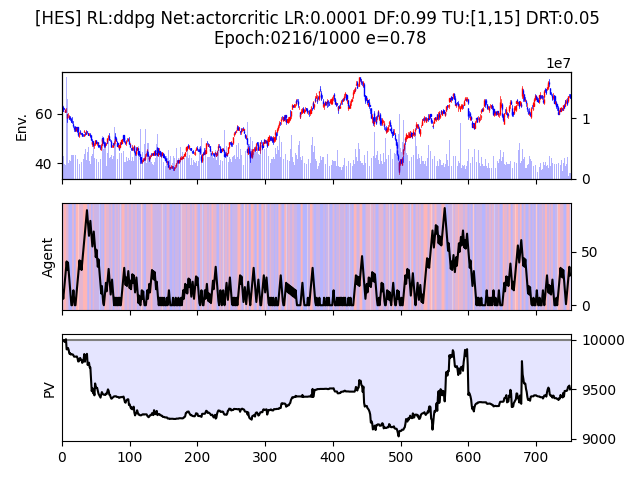 [HES] RL:ddpg Net:actorcritic LR:0.0001 DF:0.99 TU:[1,15] DRT:0.05
Epoch:0216/1000 e=0.78
1e7
60
40
Env.
1
0
Agent
50
0
PV
10000
9500
9000
0 100 200 300 400 500 600 700